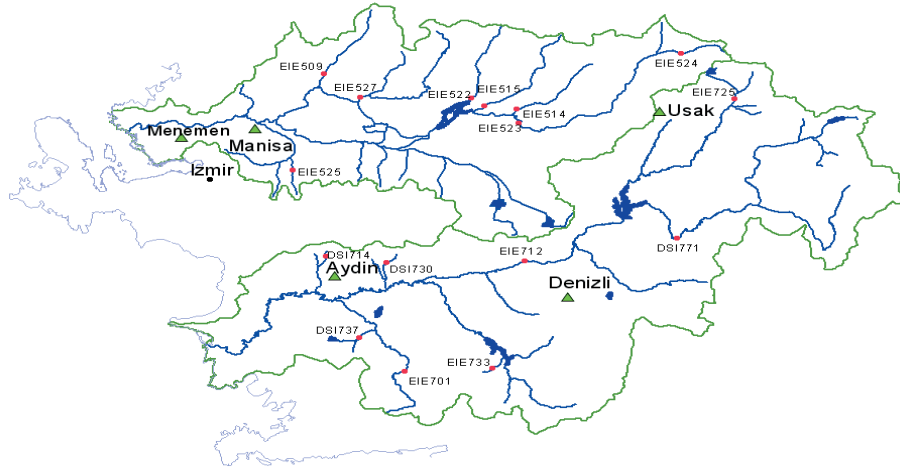 EIE509
EIE524
EIE527
EIE522
EIE515
EIE725
EIE514
Usak
EIE523
Menemen
Manisa
Izmir
EIE525
DSI771
EIE712
DSI714
Aydin
DSI730
Denizli
DSI737
EIE733
EIE701